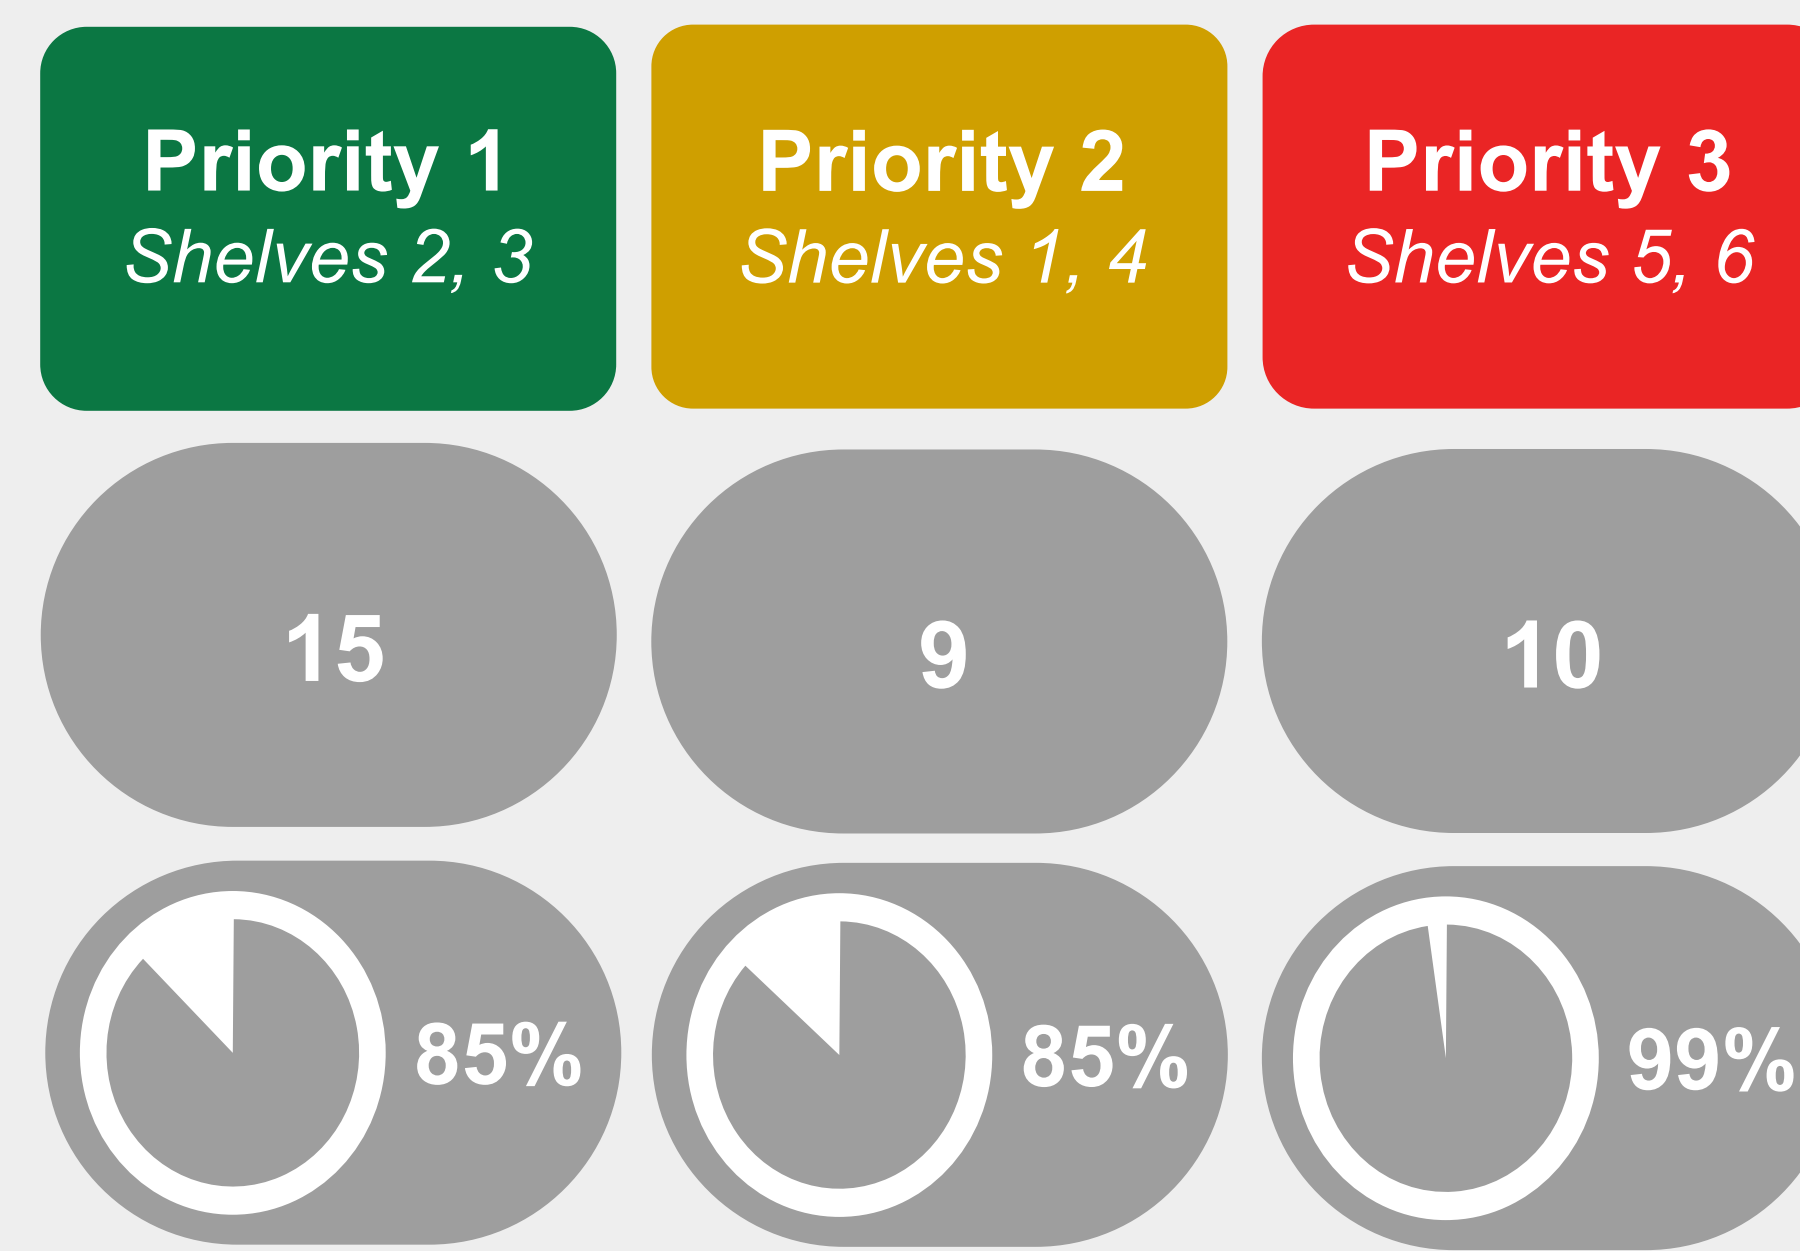 Priority 1
Shelves 2, 3
Priority 2
Shelves 1, 4
Priority 3
Shelves 5, 6
15
9
10
85%
85%
99%